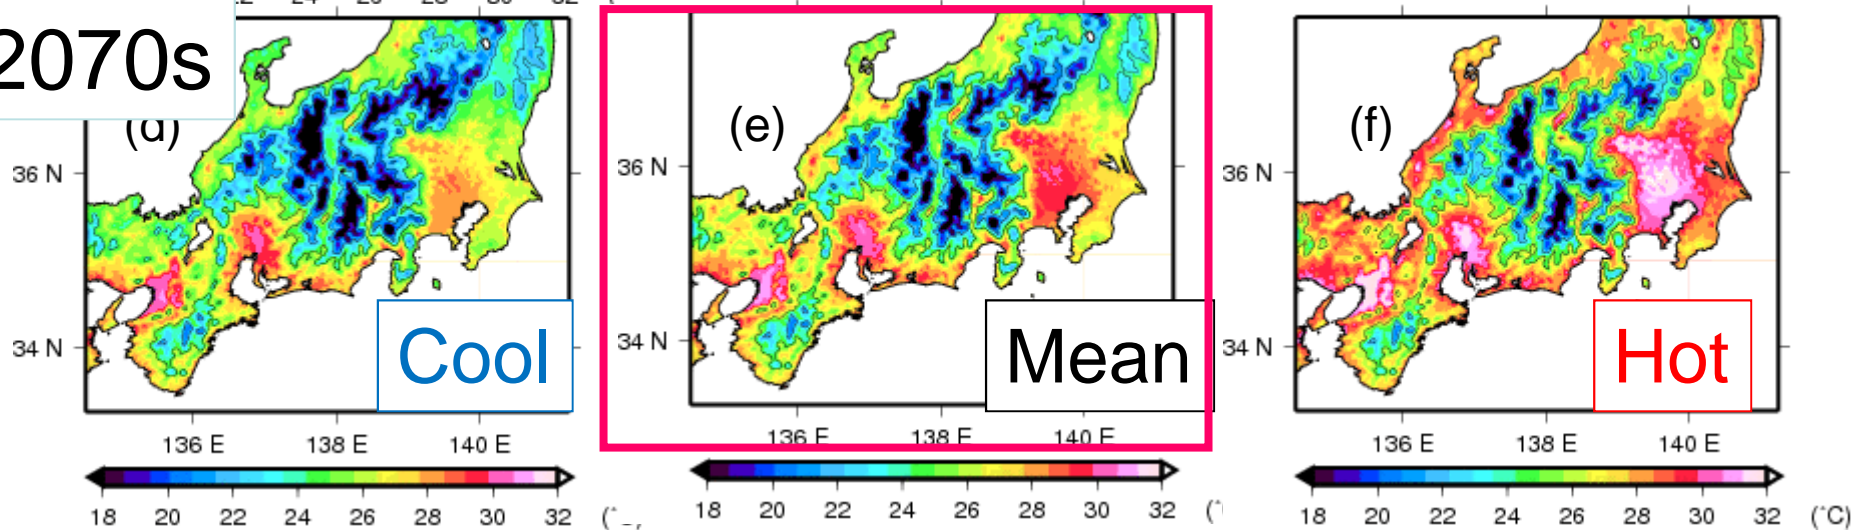 2070s
(d)
(e)
(f)
36 N
36 N
36 N
34 N
34 N
34 N
Cool
Mean
Hot
136 E 138 E 140 E
136 E 138 E 140 E
136 E 138 E 140 E
18 20 22 24 26 28 30 32
18 20 22 24 26 28 30 32
18 20 22 24 26 28 30 32 (°C)